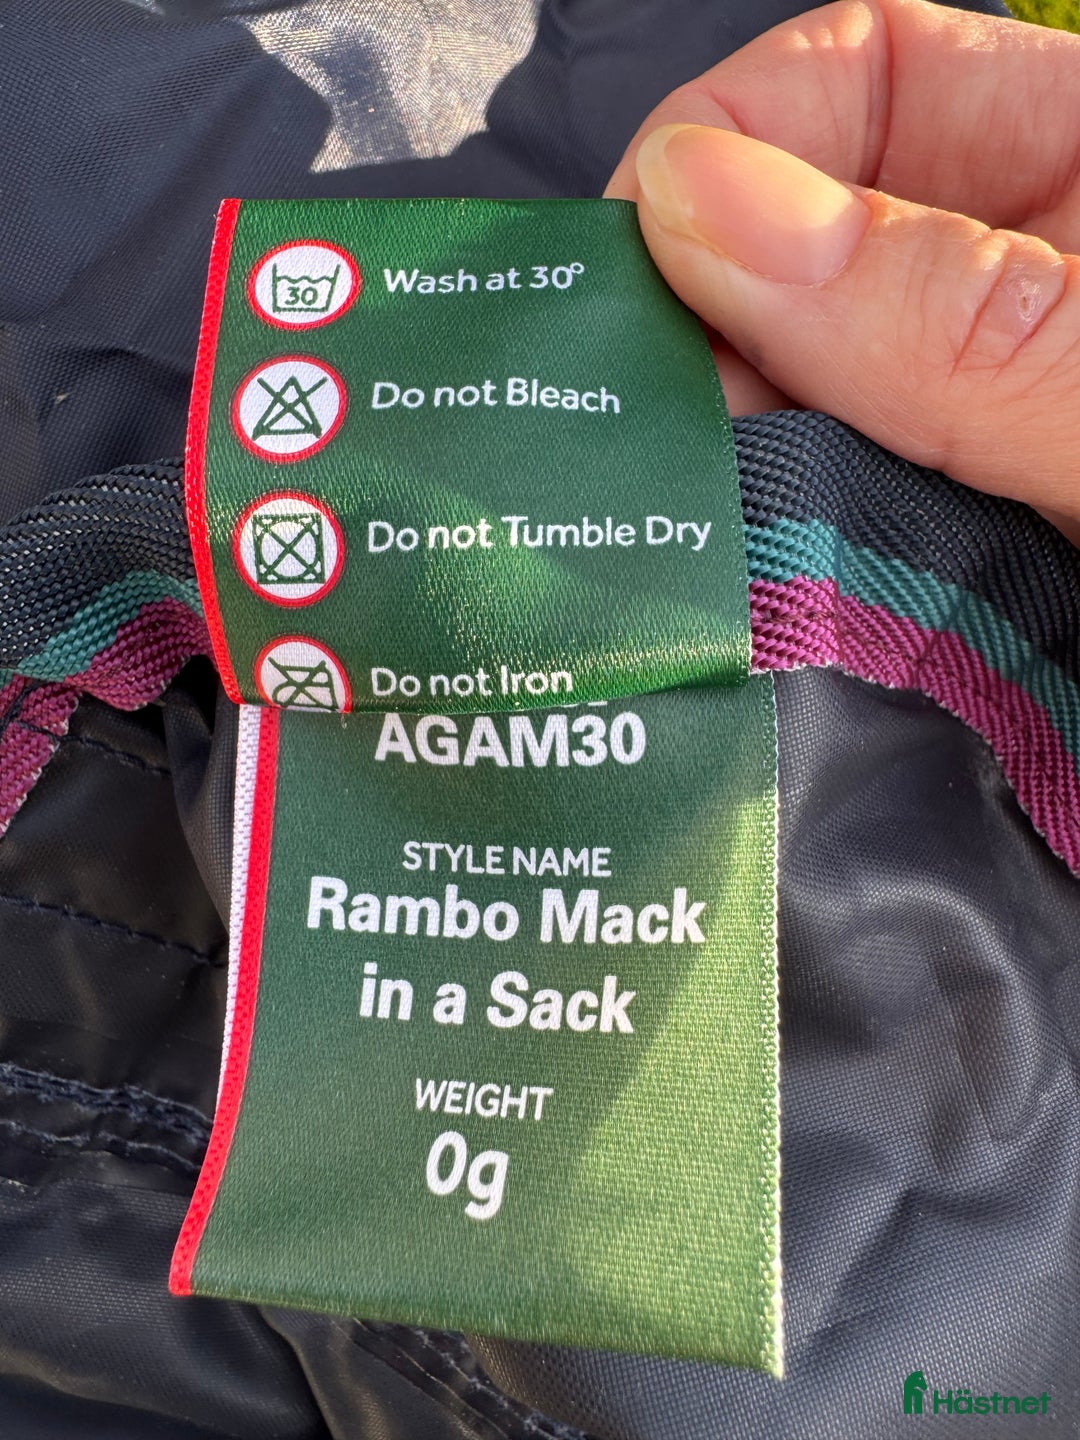 30
Wash at 30°
Do not Bleach
Do not Tumble Dry
Do not Iron
AGAM30
STYLE NAME
Rambo Mack
in a Sack
WEIGHT
0g
Hästnet